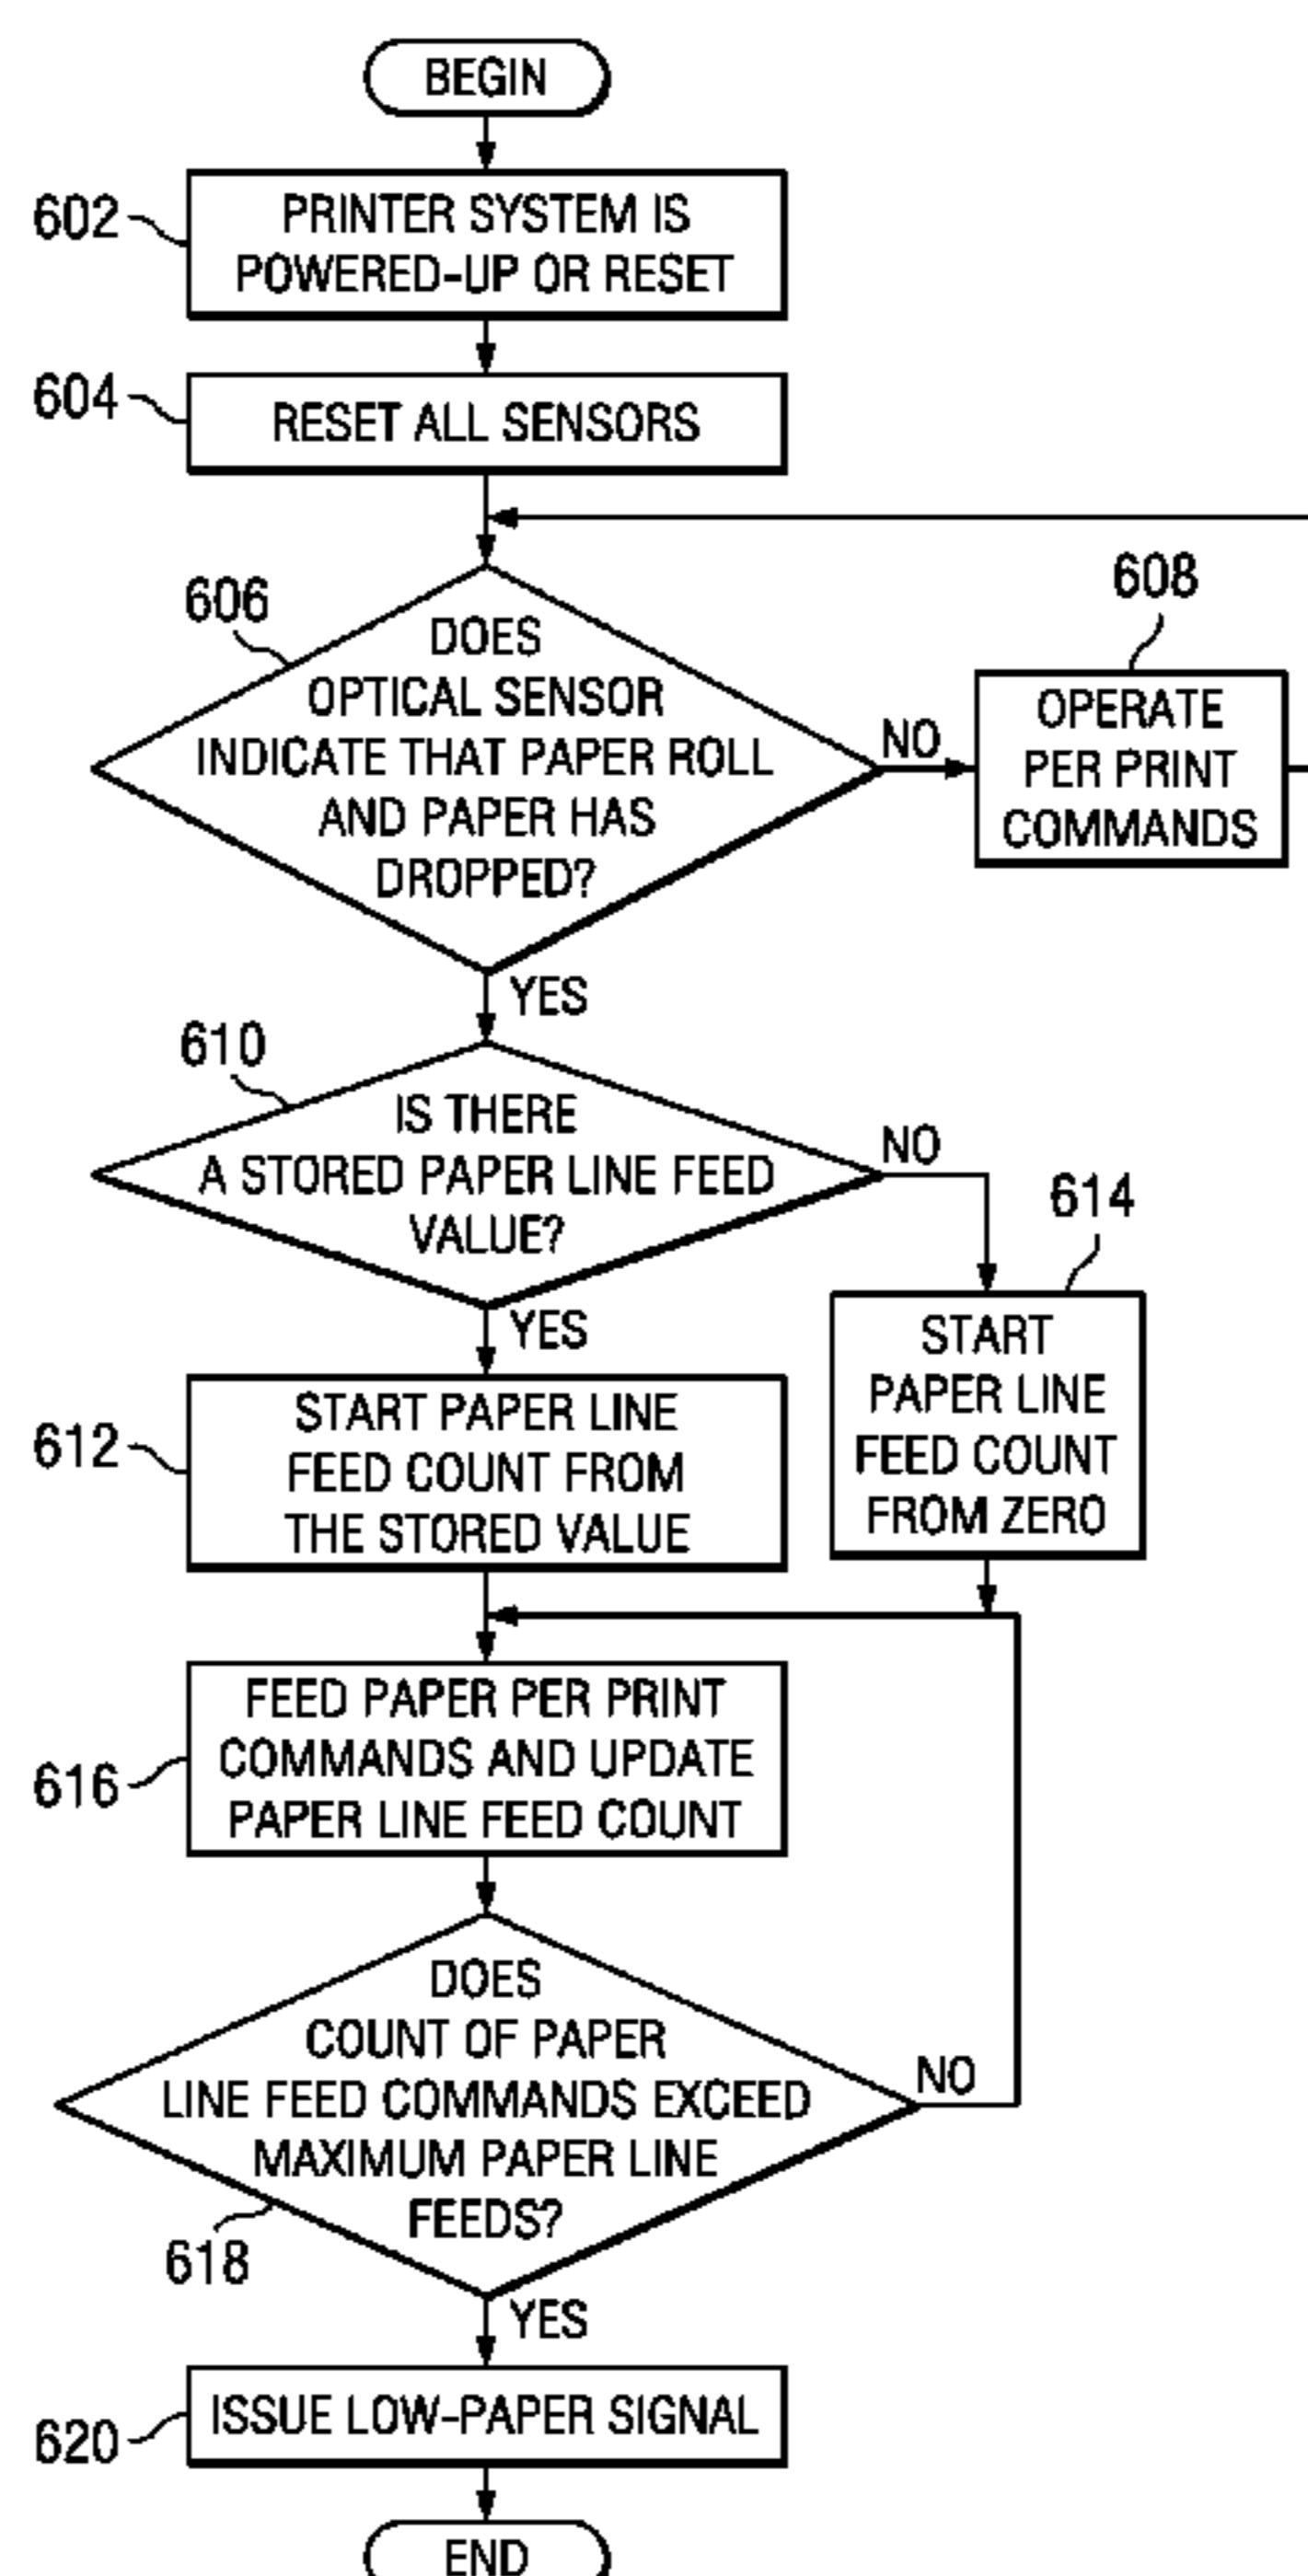 BEGIN
602
PRINTER SYSTEM IS
POWERED-UP OR RESET
604
RESET ALL SENSORS
606
DOES
OPTICAL SENSOR
INDICATE THAT PAPER ROLL
AND PAPER HAS
DROPPED?
NO
608
OPERATE
PER PRINT
COMMANDS
YES
610
IS THERE
A STORED PAPER LINE FEED
VALUE?
NO
614
START
PAPER LINE
FEED COUNT
FROM ZERO
YES
612
START PAPER LINE
FEED COUNT FROM
THE STORED VALUE
616
FEED PAPER PER PRINT
COMMANDS AND UPDATE
PAPER LINE FEED COUNT
DOES
COUNT OF PAPER
LINE FEED COMMANDS EXCEED
MAXIMUM PAPER LINE
FEEDS?
NO
618
YES
620
ISSUE LOW-PAPER SIGNAL
END